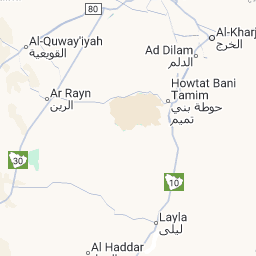 80
Al-Quway'iyah
القويعية
Al-Kharj
الخرج
Ad Dilam
الدلم
Howtat Bani
Tamim
حوطة بني
تميم
Ar Rayn
الرين
30
10
Layla
ليلى
Al Haddar